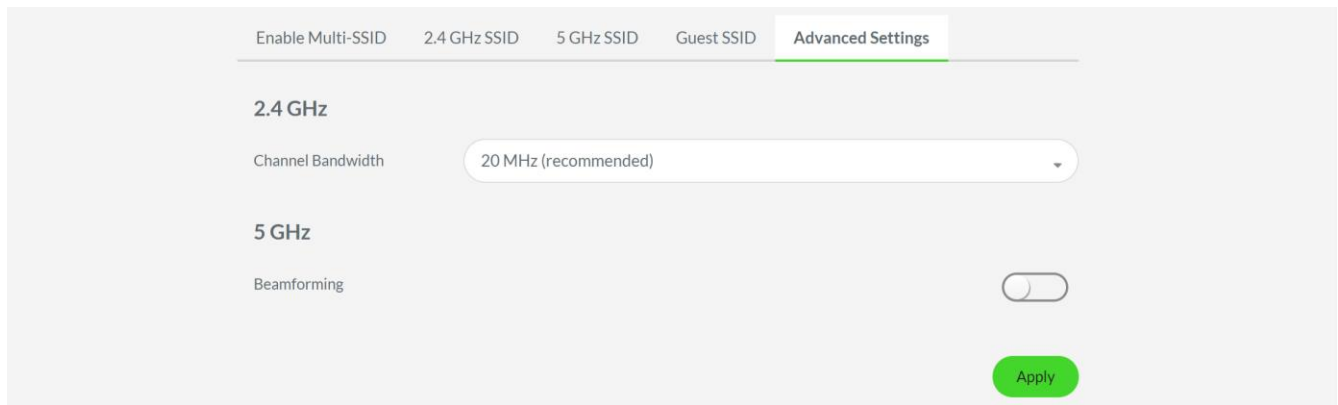 Enable Multi-SSID 2.4 GHz SSID 5 GHz SSID Guest SSID Advanced Settings
2.4 GHz
Channel Bandwidth 20 MHz (recommended)
5 GHz
Beamforming
Apply